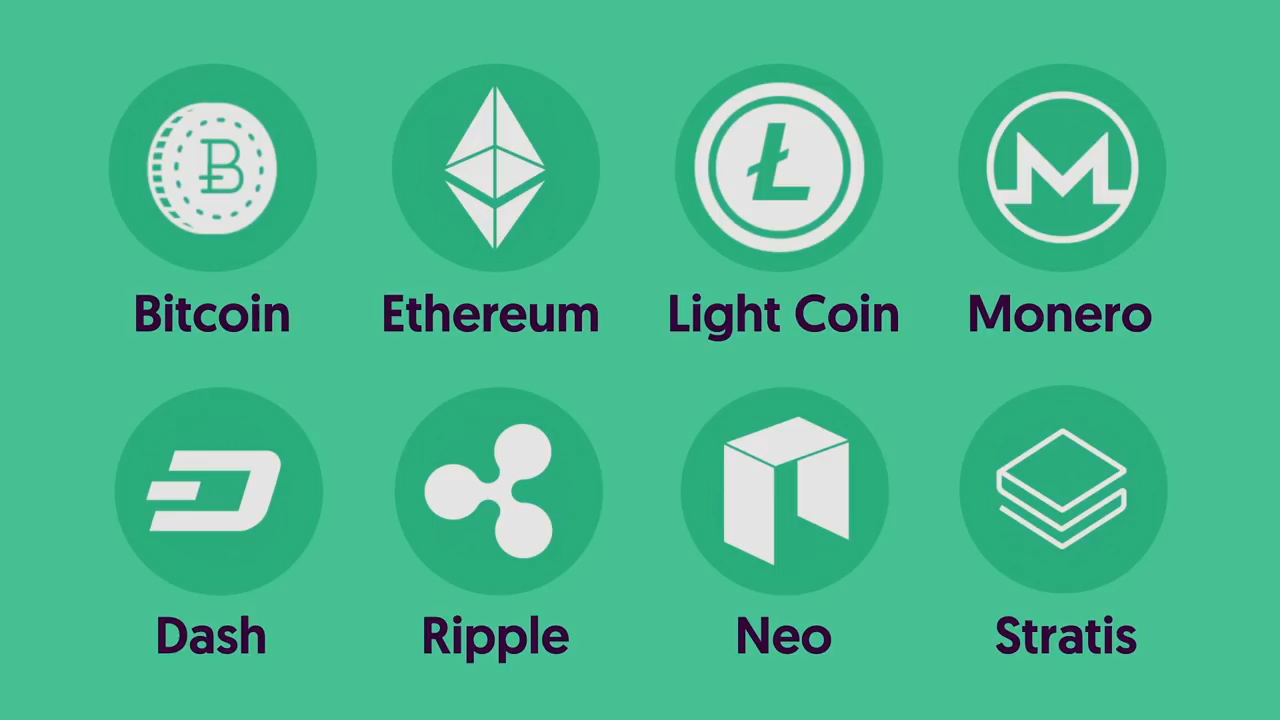 Bitcoin
Ethereum
Light Coin
Monero
Dash
Ripple
Neo
Stratis